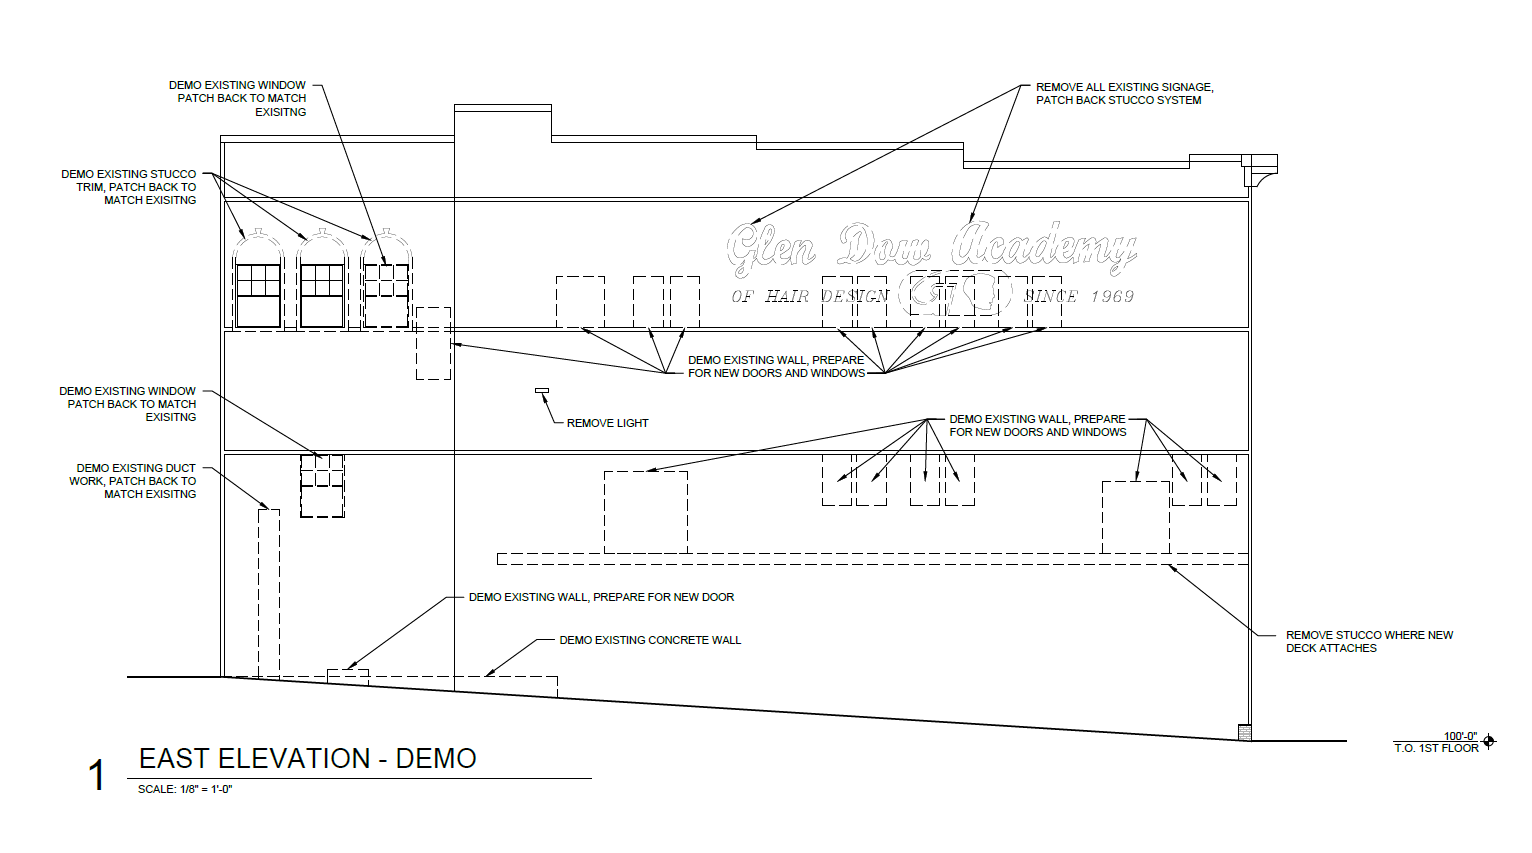 DEMO EXISTING WINDOW
PATCH BACK TO MATCH
EXISITNG
REMOVE ALL EXISTING SIGNAGE,
PATCH BACK STUCCO SYSTEM
DEMO EXISTING STUCCO
TRIM, PATCH BACK TO
MATCH EXISITNG
Glen Dow Academy
OF HAIR DESIGN
SINCE 1969
DEMO EXISTING WALL, PREPARE
FOR NEW DOORS AND WINDOWS
DEMO EXISTING WINDOW
PATCH BACK TO MATCH
EXISITNG
REMOVE LIGHT
DEMO EXISTING WALL, PREPARE
FOR NEW DOORS AND WINDOWS
DEMO EXISTING DUCT
WORK, PATCH BACK TO
MATCH EXISITNG
DEMO EXISTING WALL, PREPARE FOR NEW DOOR
DEMO EXISTING CONCRETE WALL
REMOVE STUCCO WHERE NEW
DECK ATTACHES
100'-0"
T.O. 1ST FLOOR
1
EAST ELEVATION - DEMO
SCALE: 1/8" = 1'-0"